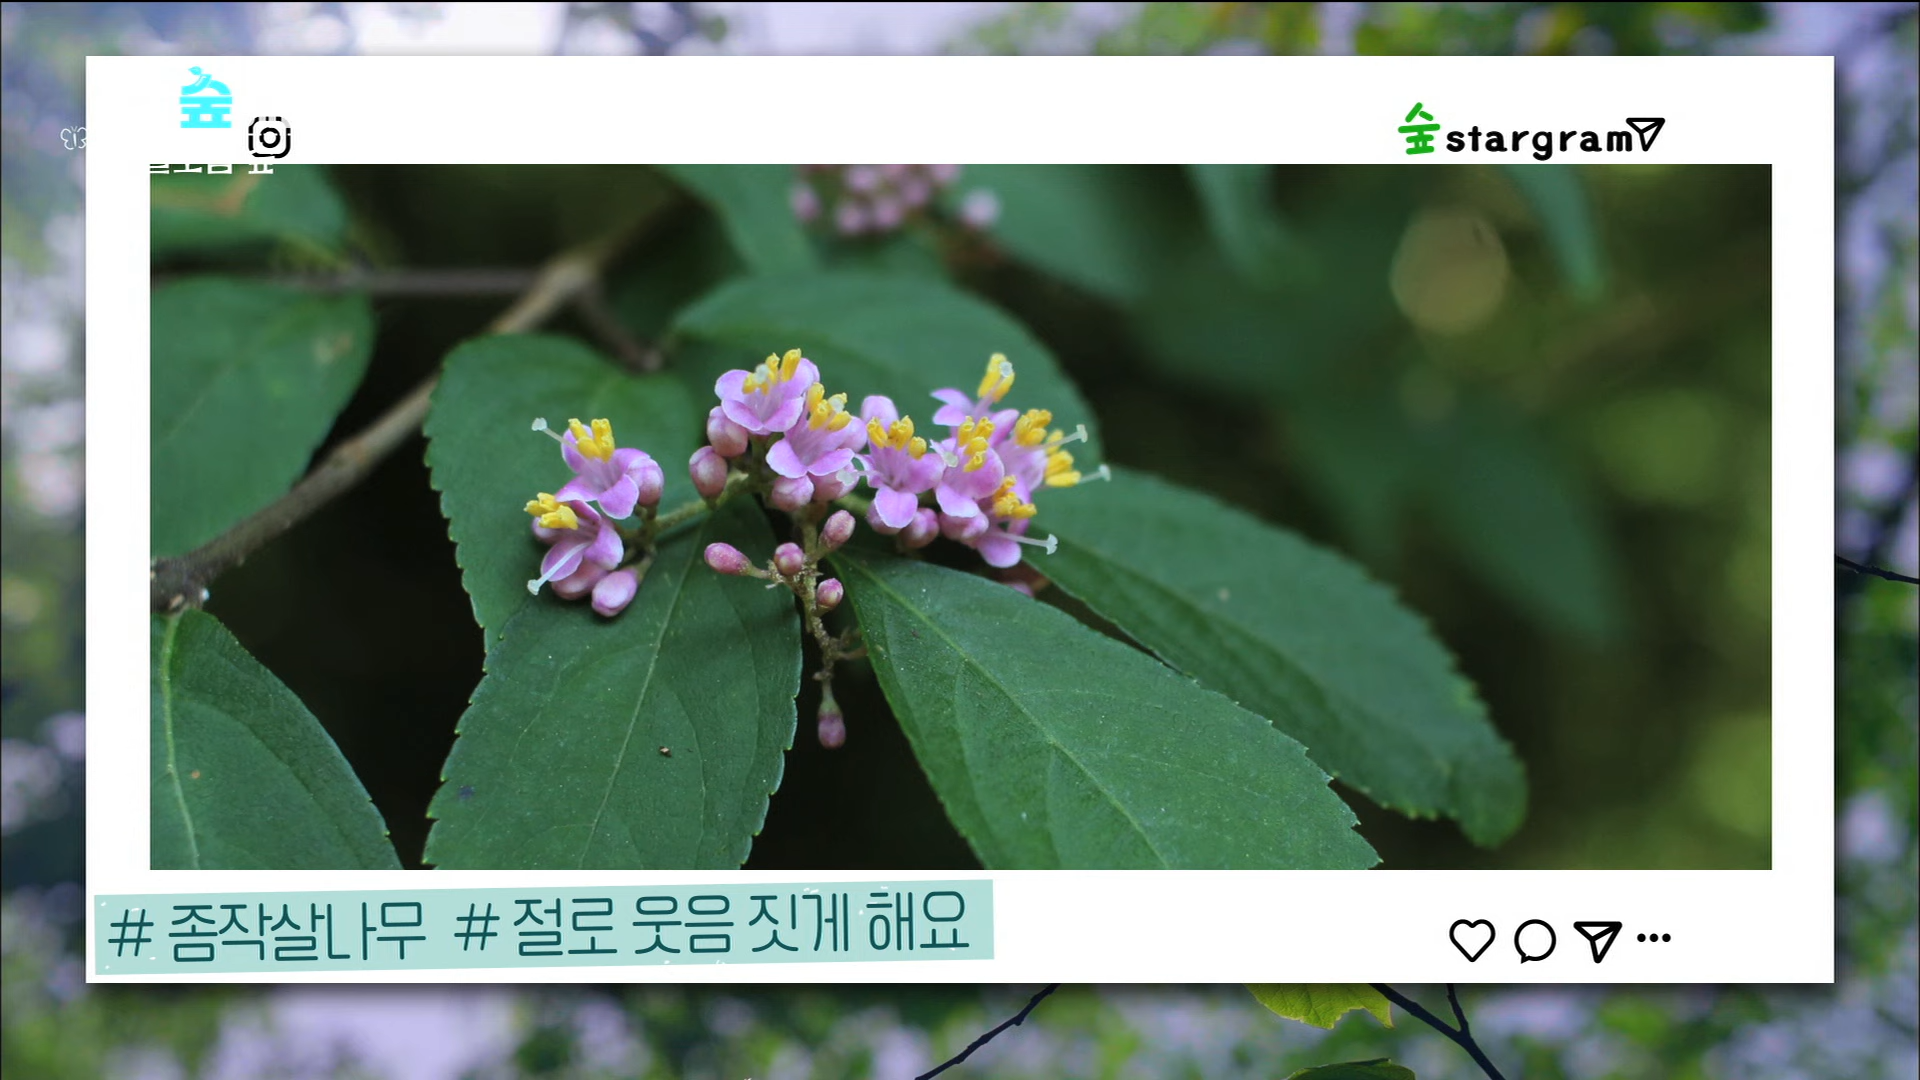 숲
숲stargram
#좀작살나무 #절로 웃음 짓게 해요